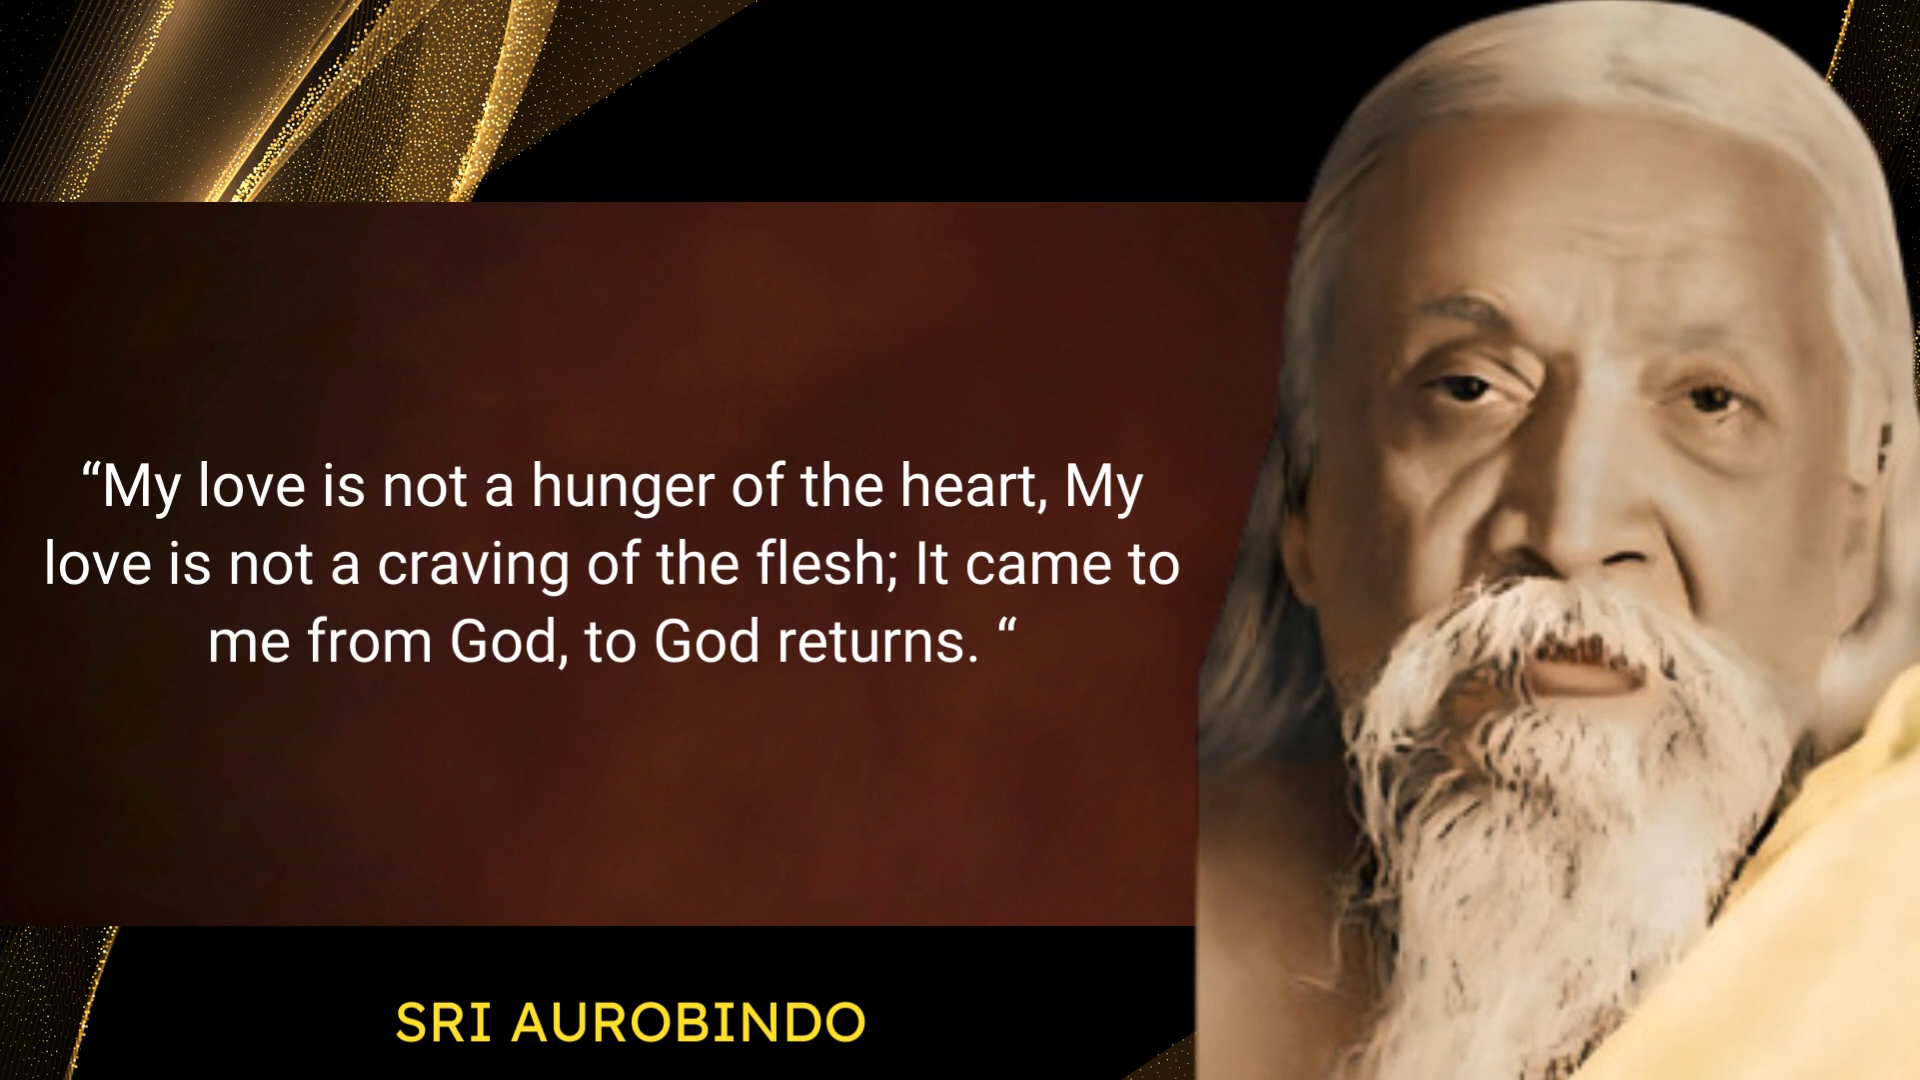 “My love is not a hunger of the heart, My
love is not a craving of the flesh; It came to
me from God, to God returns. “
SRI AUROBINDO